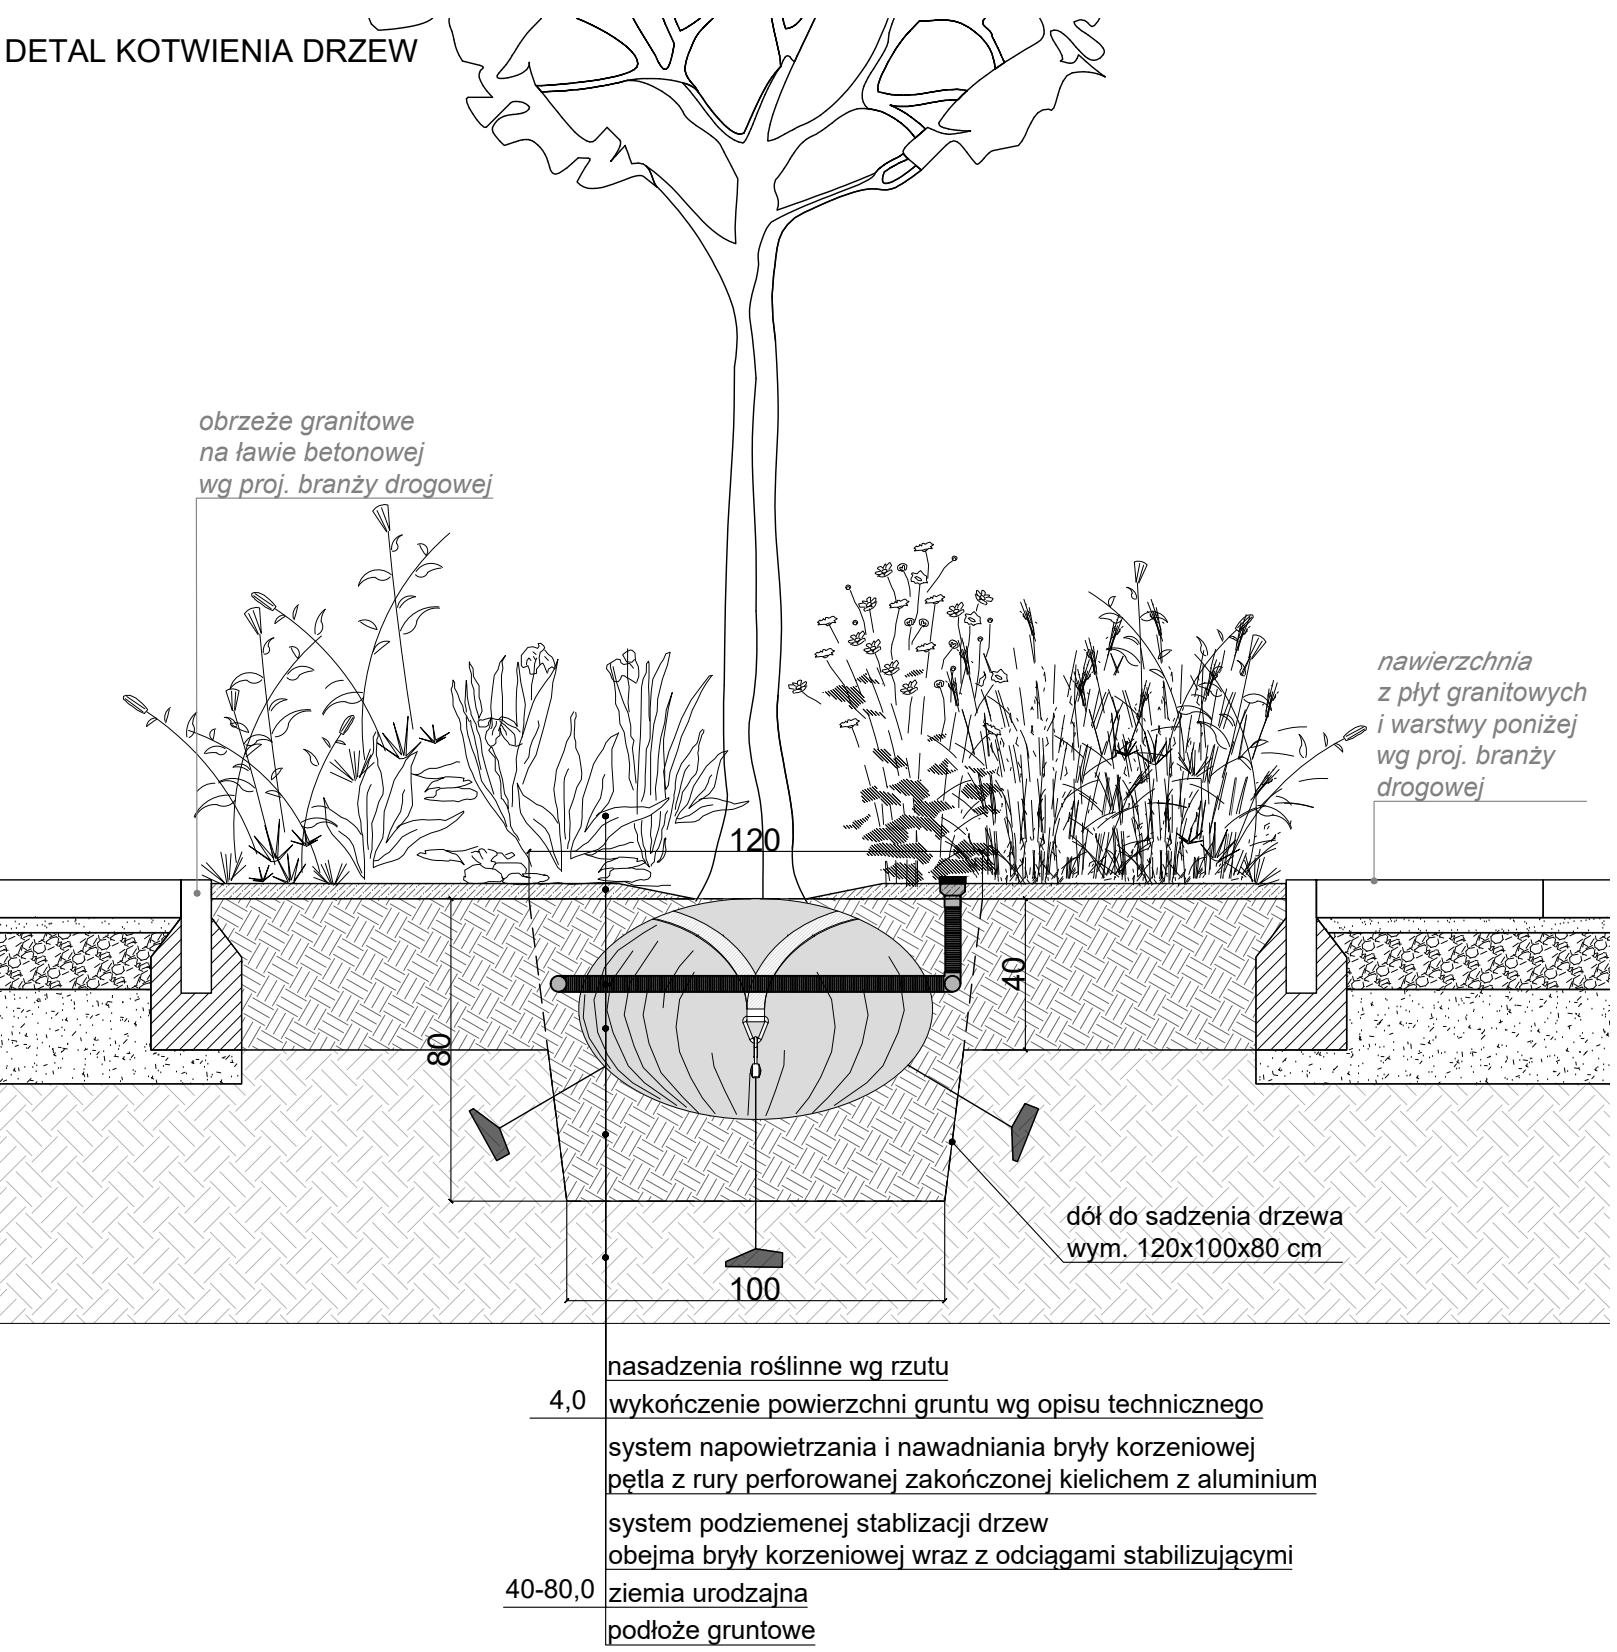 DETAL KOTWIENIA DRZEW
obrzeże granitowe
na ławie betonowej
wg proj. branży drogowej
nawierzchnia
z płyt granitowych
i warstwy poniżej
wg proj. branży
drogowej
120
40
80
dół do sadzenia drzewa
wym. 120x100x80 cm
100
nasadzenia roślinne wg rzutu
4,0 wykończenie powierzchni gruntu wg opisu technicznego
system napowietrzania i nawadniania bryły korzeniowej
pętla z rury perforowanej zakończonej kielichem z aluminium
system podziemenej stablizacji drzew
obejma bryły korzeniowej wraz z odciągami stabilizującymi
40-80,0 ziemia urodzajna
podłoże gruntowe